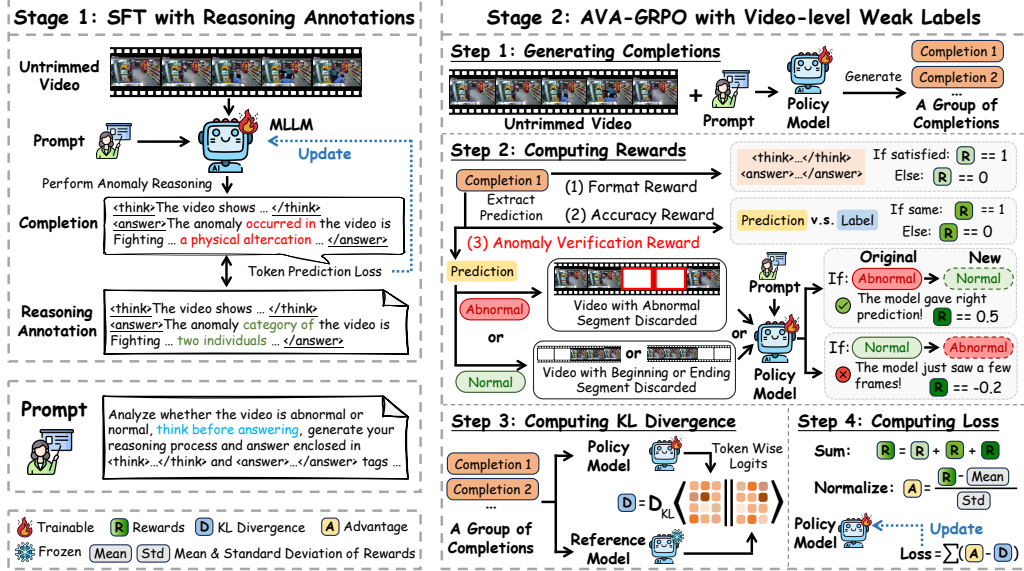 Stage 1: SFT with Reasoning Annotations
Untrimmed
Video
Prompt
MLLM
AI
Update
Perform Anomaly Reasoning
Completion
<think>The video shows … </think>
<answer>The anomaly occurred in the video is
Fighting … a physical altercation … </answer>
Token Prediction Loss
Reasoning
Annotation
<think>The video shows … </think>
<answer>The anomaly category of the video is
Fighting … two individuals … </answer>
Prompt
Analyze whether the video is abnormal or
normal, think before answering, generate your
reasoning process and answer enclosed in
<think>…</think> and <answer>…</answer> tags …
Trainable
R Rewards
D KL Divergence
A Advantage
Frozen
Mean
Std
Mean & Standard Deviation of Rewards
Stage 2: AVA-GRPO with Video-level Weak Labels
Step 1: Generating Completions
Untrimmed Video
+
Prompt
AI
Policy
Model
Generate
Completion 1
Completion 2
…
A Group of
Completions
Step 2: Computing Rewards
Completion 1
Extract
Prediction
(1) Format Reward
<think>…</think>
<answer>…</answer>
If satisfied: R == 1
Else: R == 0
(2) Accuracy Reward
Prediction v.s. Label
If same: R == 1
Else: R == 0
(3) Anomaly Verification Reward
Prediction
Abnormal
or
Normal
Video with Abnormal
Segment Discarded
or
Video with Beginning or Ending
Segment Discarded
or
Prompt
AI
Policy
Model
Original New
If: Abnormal Normal
The model gave right
prediction! R == 0.5
If: Normal Abnormal
The model just saw a few
frames! R == -0.2
Step 3: Computing KL Divergence
Completion 1
Completion 2
…
A Group of
Completions
Policy
Model
AI
Token Wise
Logits
D = D KL
Reference
Model
AI
Step 4: Computing Loss
Sum: R = R + R + R
Normalize: A = R - Mean
Std
Policy
Model
AI
Update
Loss = ∑ ( A - D )